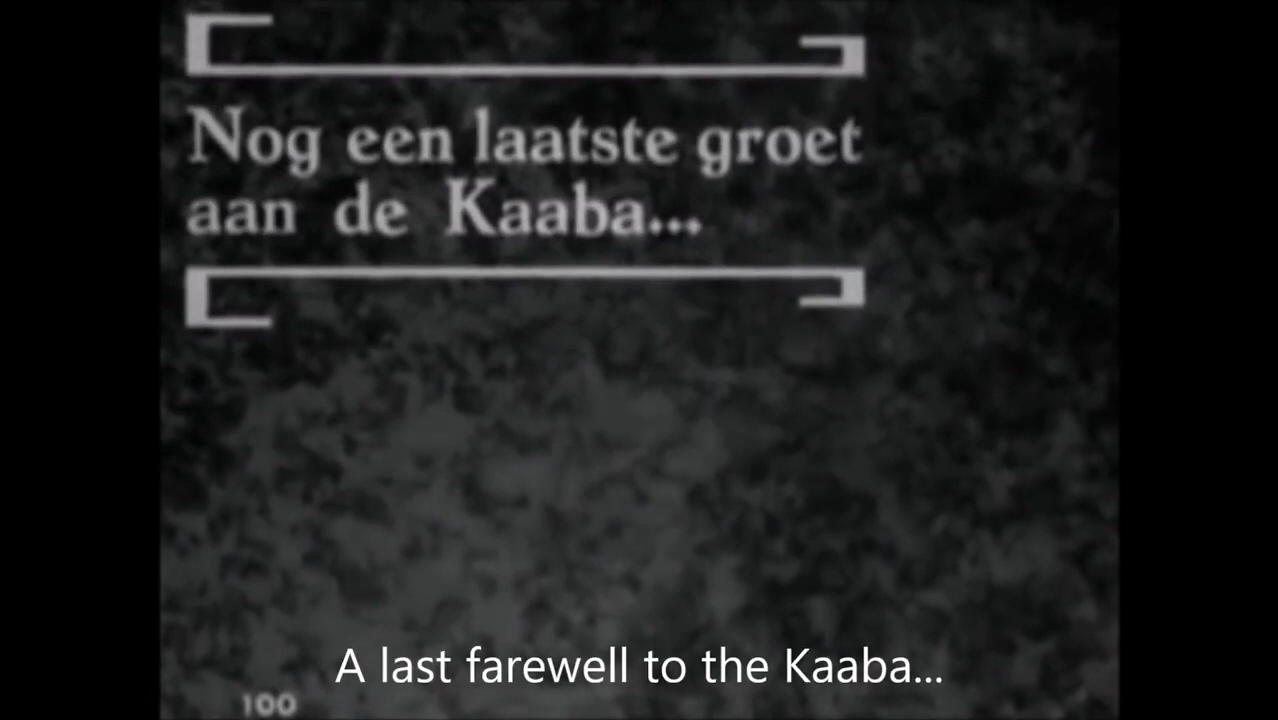 Nog een laatste groet
aan de Kaaba...
A last farewell to the Kaaba...
100